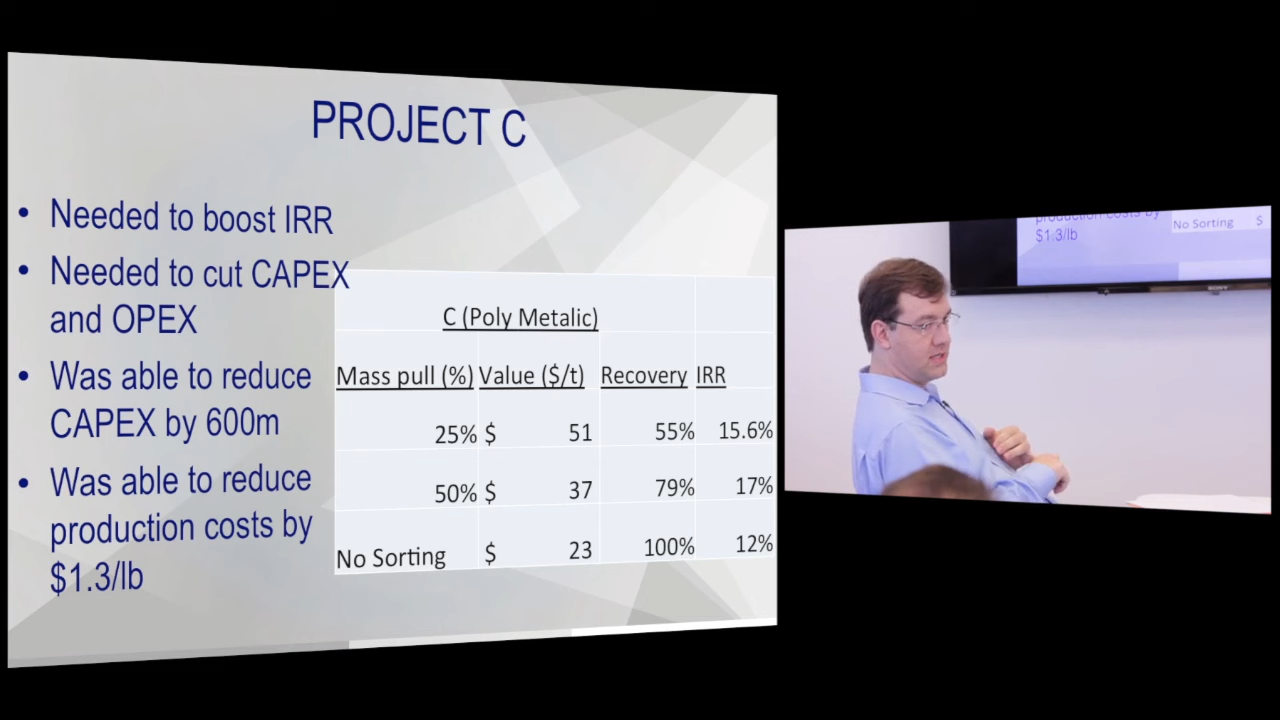 PROJECT C
• Needed to boost IRR
• Needed to cut CAPEX
and OPEX
• Was able to reduce
CAPEX by 600m
• Was able to reduce
production costs by
$1.3/lb
C (Poly Metalic)
Mass pull (%) Value ($/t) Recovery IRR
25% $ 51 55% 15.6%
50% $ 37 79% 17%
No Sorting $ 23 100% 12%
production costs by
$1.3/lb
No Sorting $
SONY